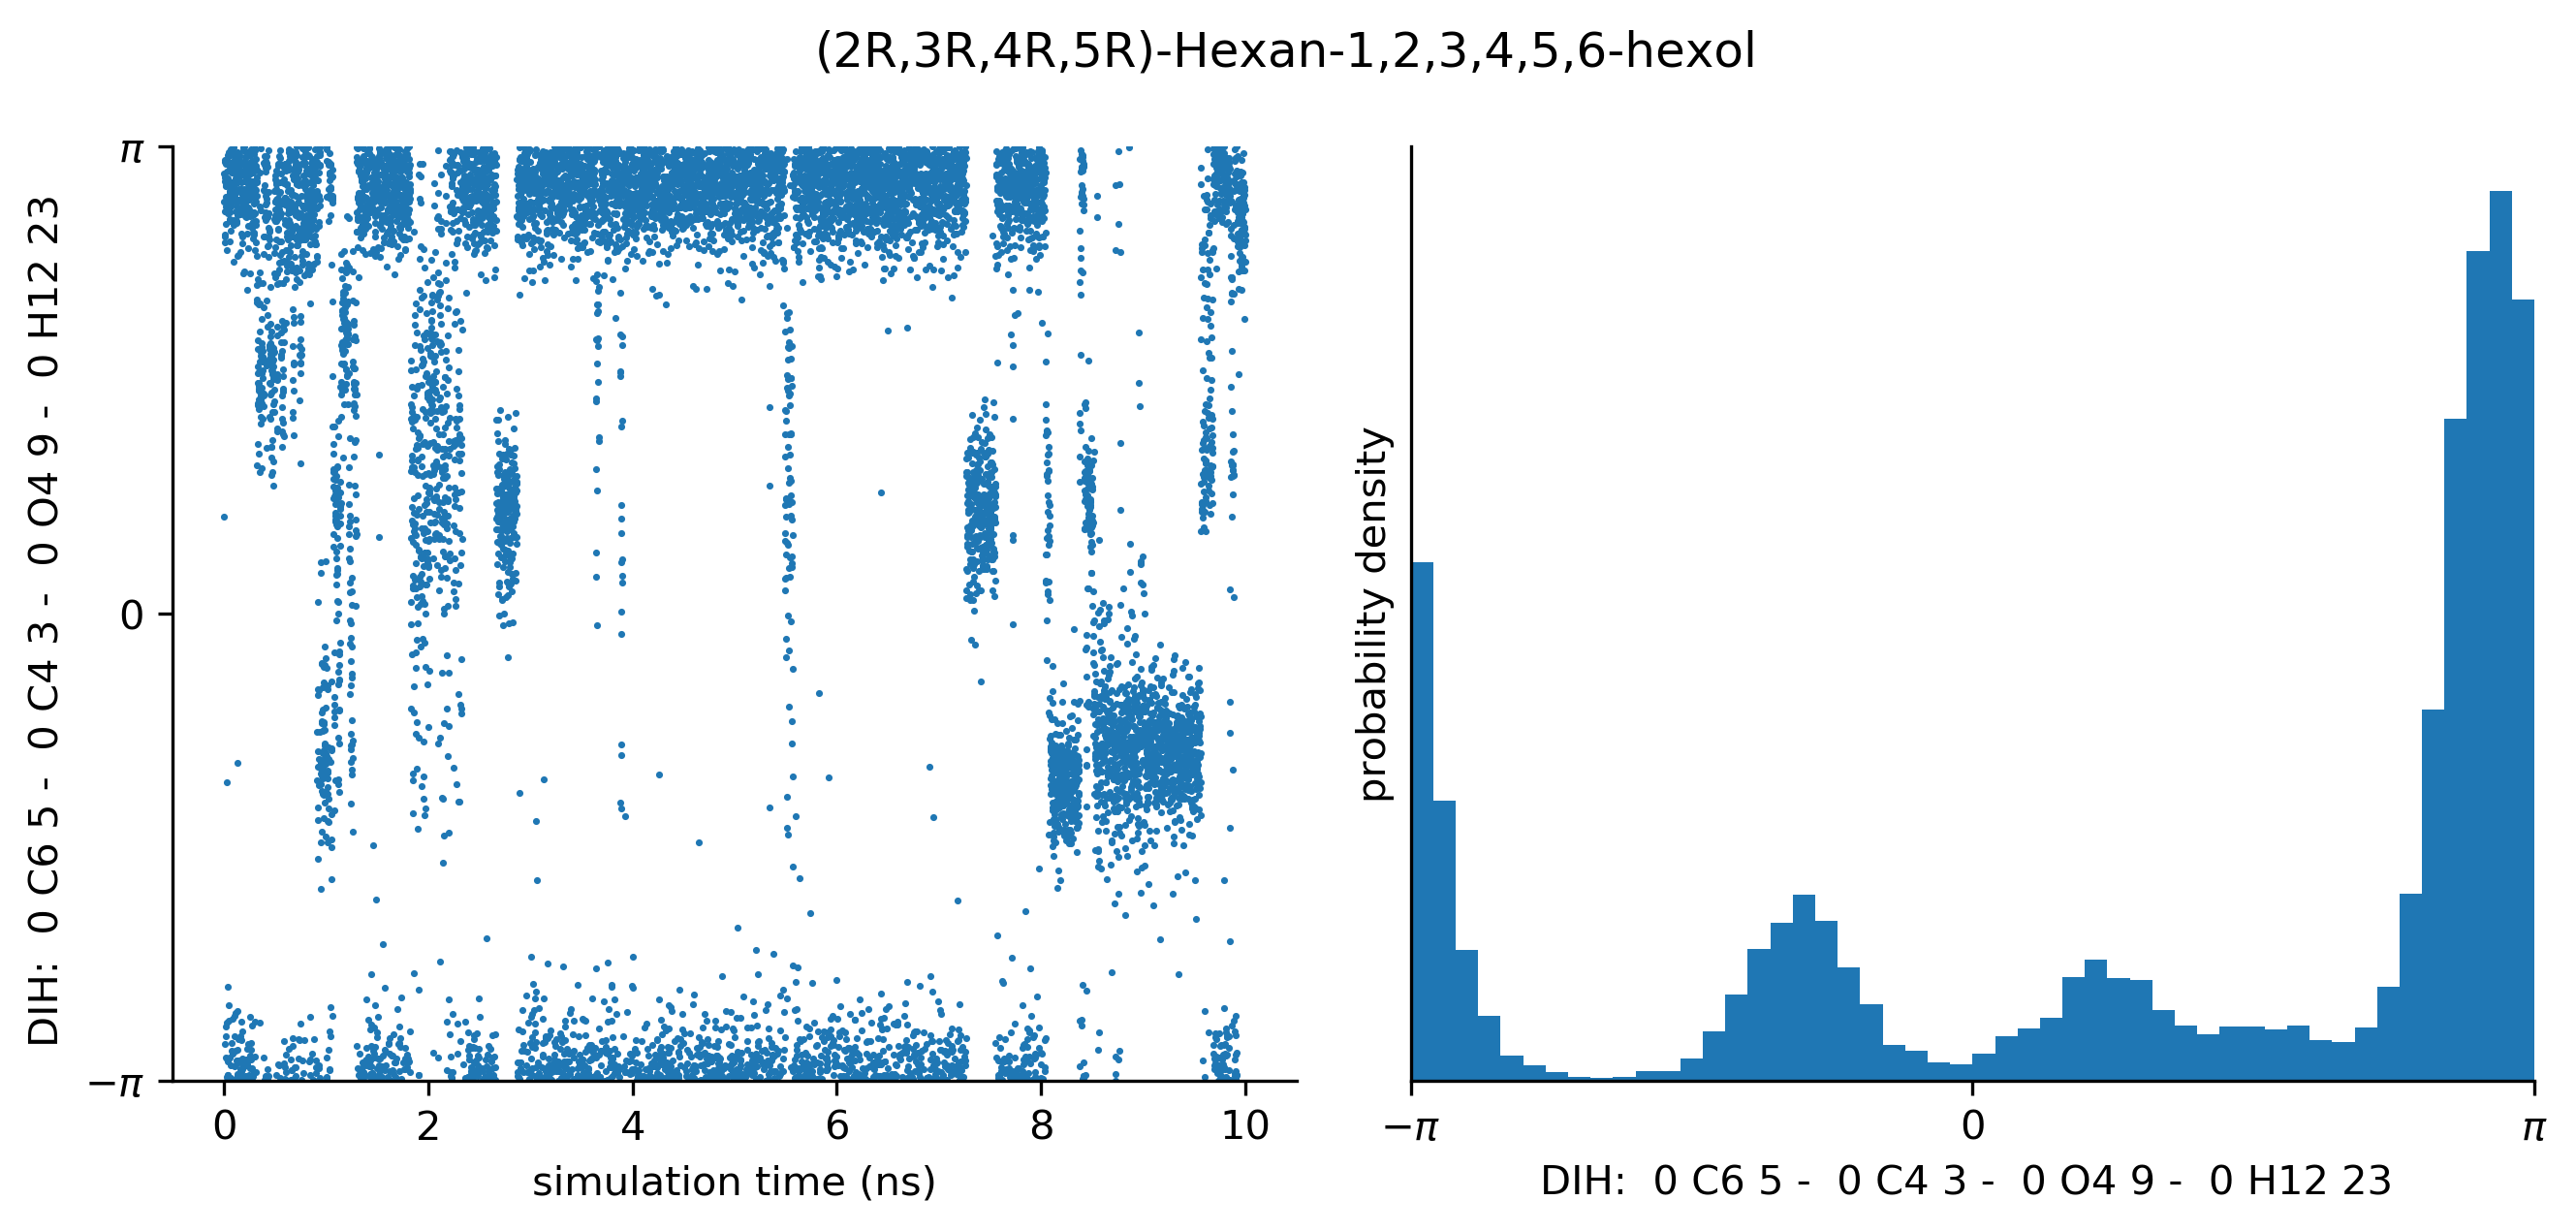 (2R,3R,4R,5R)-Hexan-1,2,3,4,5,6-hexol
DIH:  0 C6 5 -  0 C4 3 -  0 O4 9 -  0 H12 23
π
0
−π
0 2 4 6 8 10
simulation time (ns)
probability density
−π 0 π
DIH:  0 C6 5 -  0 C4 3 -  0 O4 9 -  0 H12 23